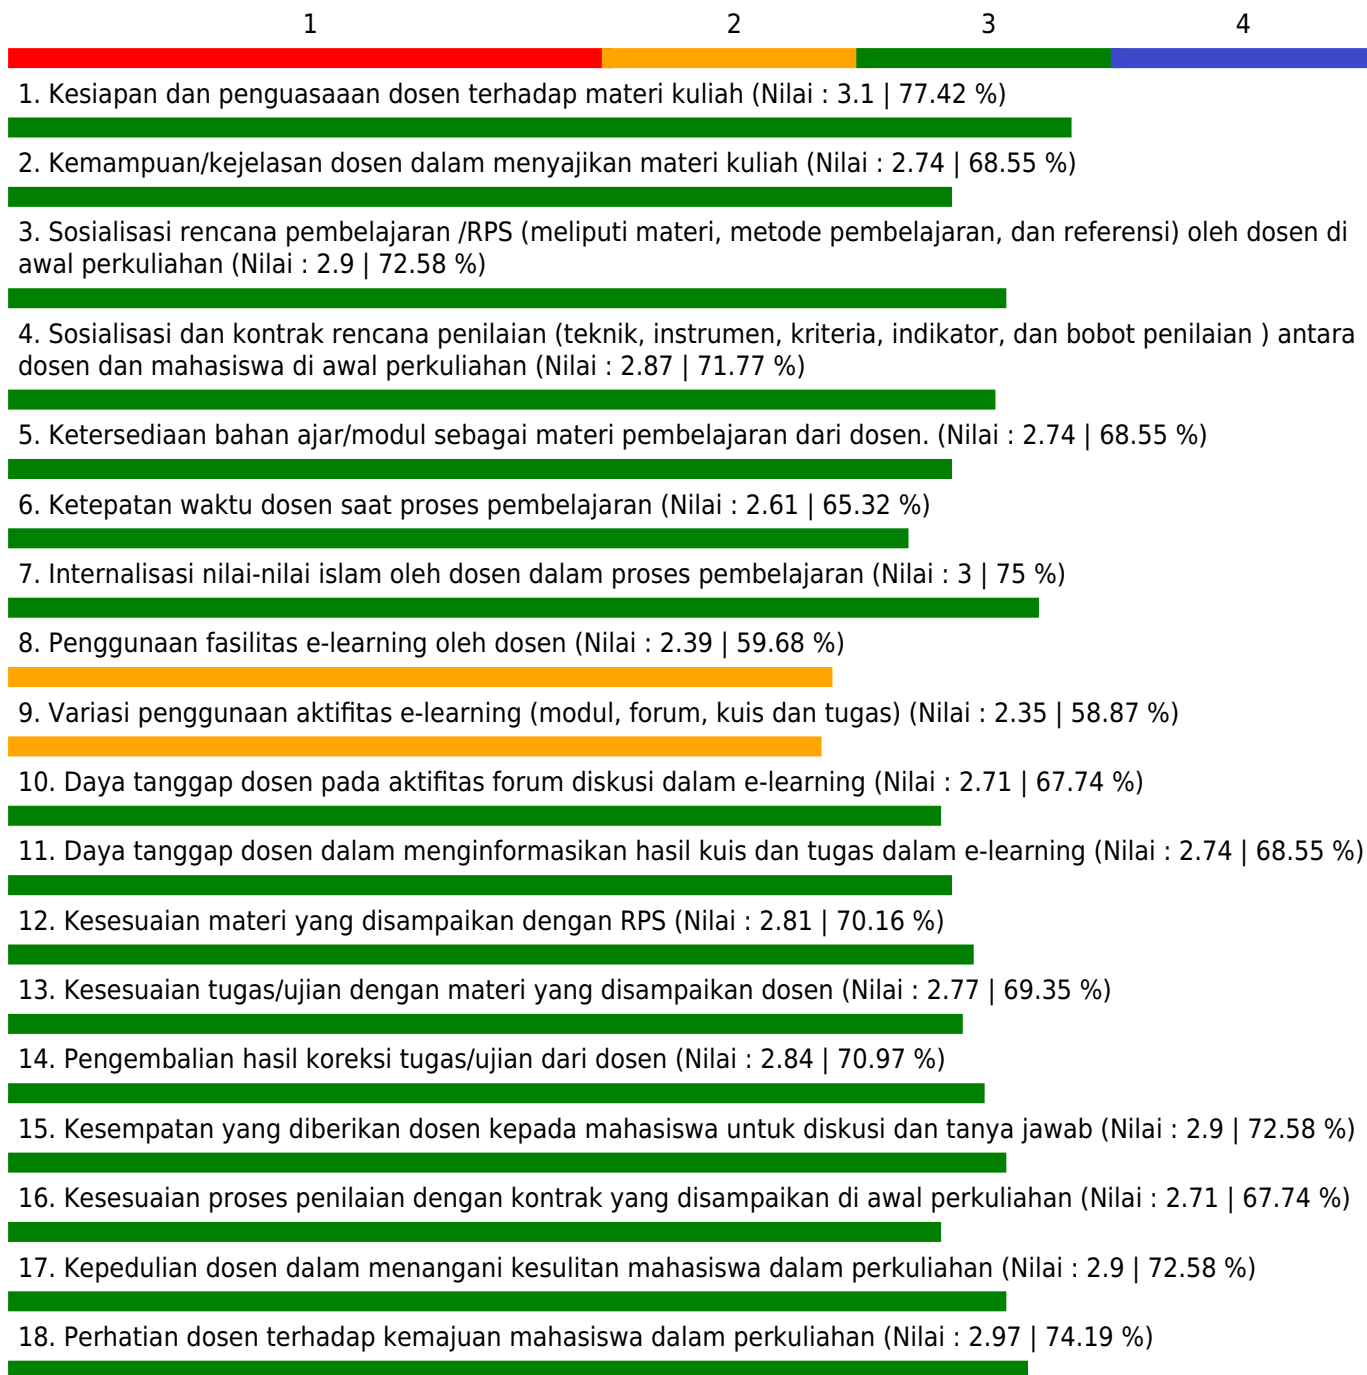 1 2 3 4
1. Kesiapan dan penguasaaan dosen terhadap materi kuliah (Nilai : 3.1 | 77.42 %)
2. Kemampuan/kejelasan dosen dalam menyajikan materi kuliah (Nilai : 2.74 | 68.55 %)
3. Sosialisasi rencana pembelajaran /RPS (meliputi materi, metode pembelajaran, dan referensi) oleh dosen di
awal perkuliahan (Nilai : 2.9 | 72.58 %)
4. Sosialisasi dan kontrak rencana penilaian (teknik, instrumen, kriteria, indikator, dan bobot penilaian ) antara
dosen dan mahasiswa di awal perkuliahan (Nilai : 2.87 | 71.77 %)
5. Ketersediaan bahan ajar/modul sebagai materi pembelajaran dari dosen. (Nilai : 2.74 | 68.55 %)
6. Ketepatan waktu dosen saat proses pembelajaran (Nilai : 2.61 | 65.32 %)
7. Internalisasi nilai-nilai islam oleh dosen dalam proses pembelajaran (Nilai : 3 | 75 %)
8. Penggunaan fasilitas e-learning oleh dosen (Nilai : 2.39 | 59.68 %)
9. Variasi penggunaan aktifitas e-learning (modul, forum, kuis dan tugas) (Nilai : 2.35 | 58.87 %)
10. Daya tanggap dosen pada aktifitas forum diskusi dalam e-learning (Nilai : 2.71 | 67.74 %)
11. Daya tanggap dosen dalam menginformasikan hasil kuis dan tugas dalam e-learning (Nilai : 2.74 | 68.55 %)
12. Kesesuaian materi yang disampaikan dengan RPS (Nilai : 2.81 | 70.16 %)
13. Kesesuaian tugas/ujian dengan materi yang disampaikan dosen (Nilai : 2.77 | 69.35 %)
14. Pengembalian hasil koreksi tugas/ujian dari dosen (Nilai : 2.84 | 70.97 %)
15. Kesempatan yang diberikan dosen kepada mahasiswa untuk diskusi dan tanya jawab (Nilai : 2.9 | 72.58 %)
16. Kesesuaian proses penilaian dengan kontrak yang disampaikan di awal perkuliahan (Nilai : 2.71 | 67.74 %)
17. Kepedulian dosen dalam menangani kesulitan mahasiswa dalam perkuliahan (Nilai : 2.9 | 72.58 %)
18. Perhatian dosen terhadap kemajuan mahasiswa dalam perkuliahan (Nilai : 2.97 | 74.19 %)